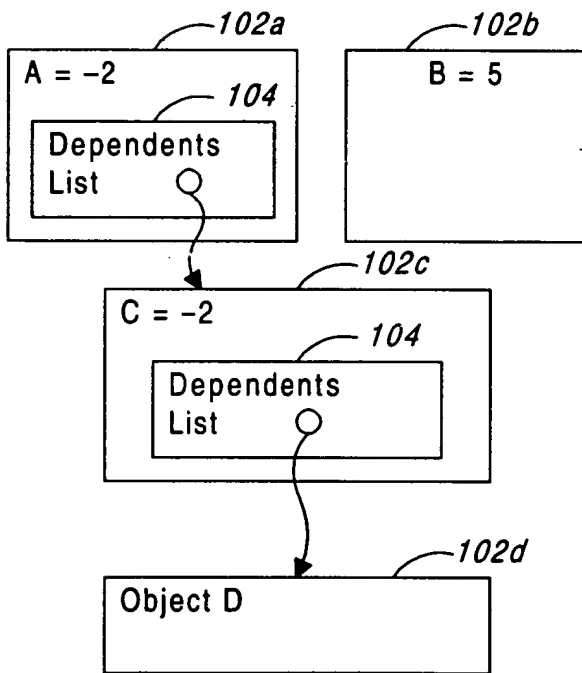 102a
102b
A = −2
B = 5
104
Dependents
List
102c
C = −2
104
Dependents
List
102d
Object D